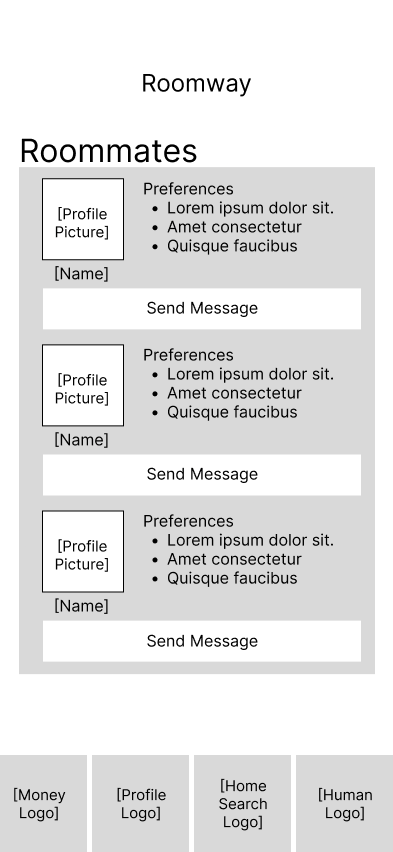 Roomway
Roommates
[Profile
Picture]
[Name]
Preferences
• Lorem ipsum dolor sit.
• Amet consectetur
• Quisque faucibus
Send Message
[Profile
Picture]
[Name]
Preferences
• Lorem ipsum dolor sit.
• Amet consectetur
• Quisque faucibus
Send Message
[Profile
Picture]
[Name]
Preferences
• Lorem ipsum dolor sit.
• Amet consectetur
• Quisque faucibus
Send Message
[Money
Logo]
[Profile
Logo]
[Home
Search
Logo]
[Human
Logo]